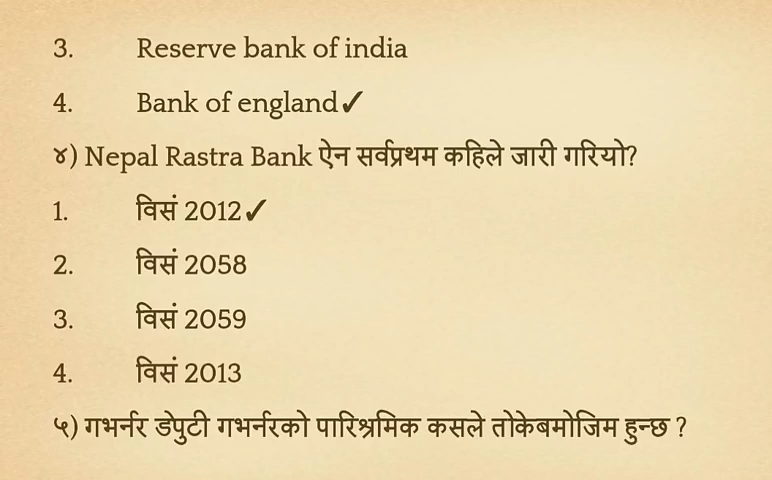 3. Reserve bank of india
4. Bank of england✓
४) Nepal Rastra Bank ऐन सर्वप्रथम कहिले जारी गरियो?
1. विसं 2012✓
2. विसं 2058
3. विसं 2059
4. विसं 2013
५) गभर्नर डेपुटी गभर्नरको पारिश्रमिक कसले तोकेबमोजिम हुन्छ ?